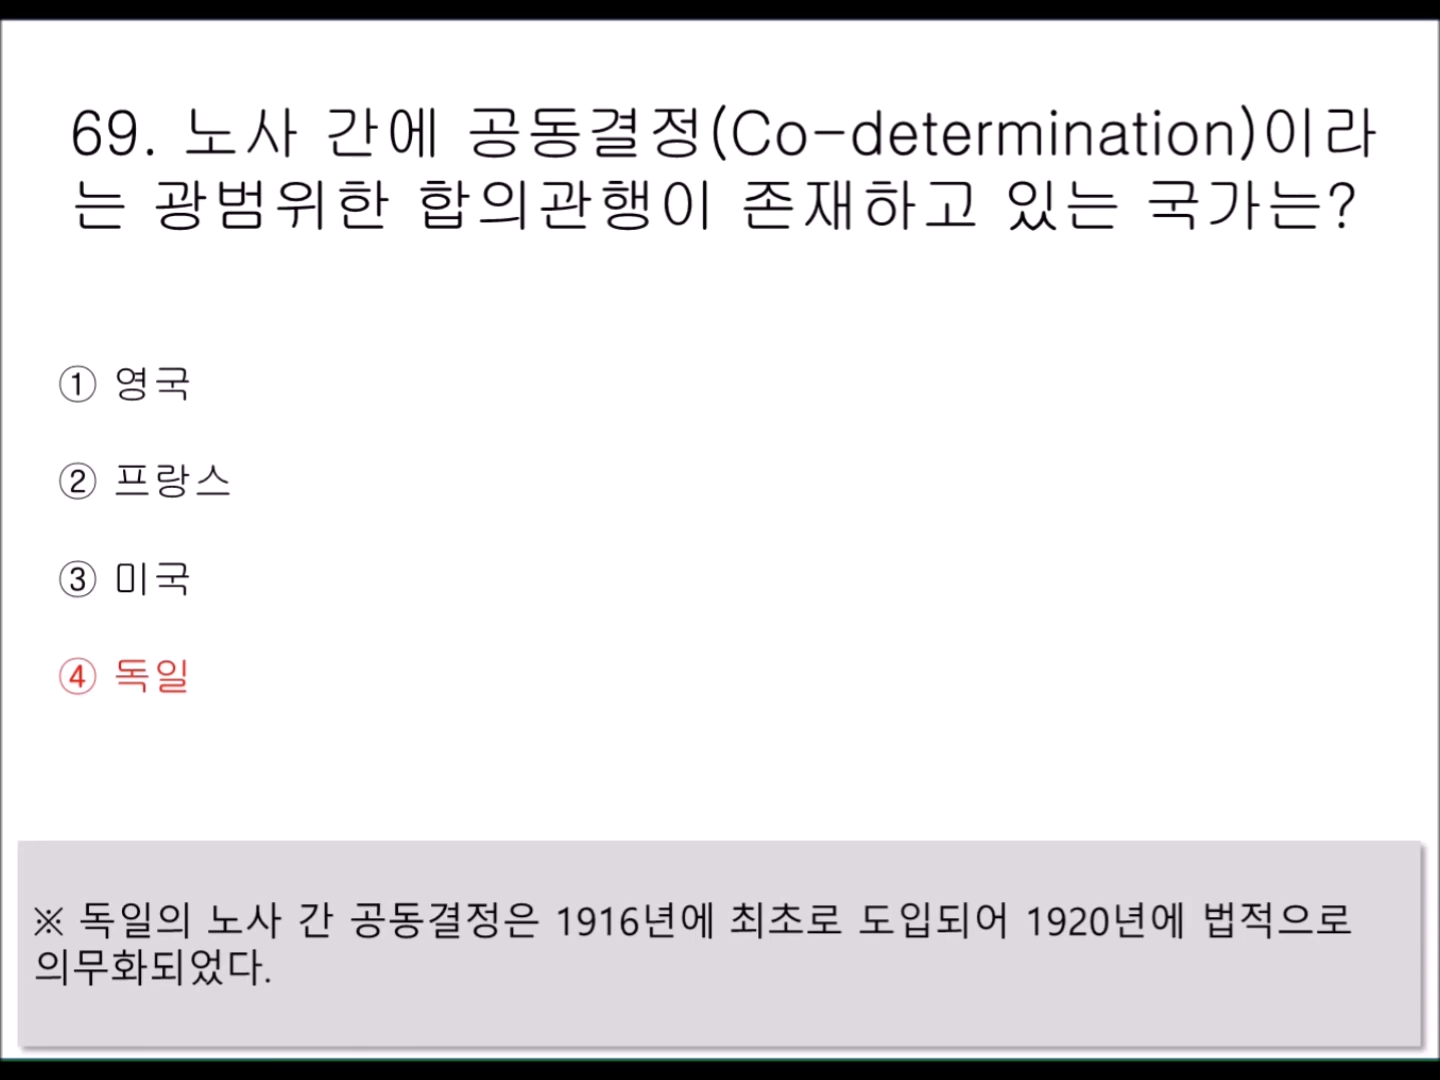 69. 노사 간에 공동결정(Co-determination)이라
는 광범위한 합의관행이 존재하고 있는 국가는?
① 영국
② 프랑스
③ 미국
④ 독일
※ 독일의 노사 간 공동결정은 1916년에 최초로 도입되어 1920년에 법적으로
의무화되었다.